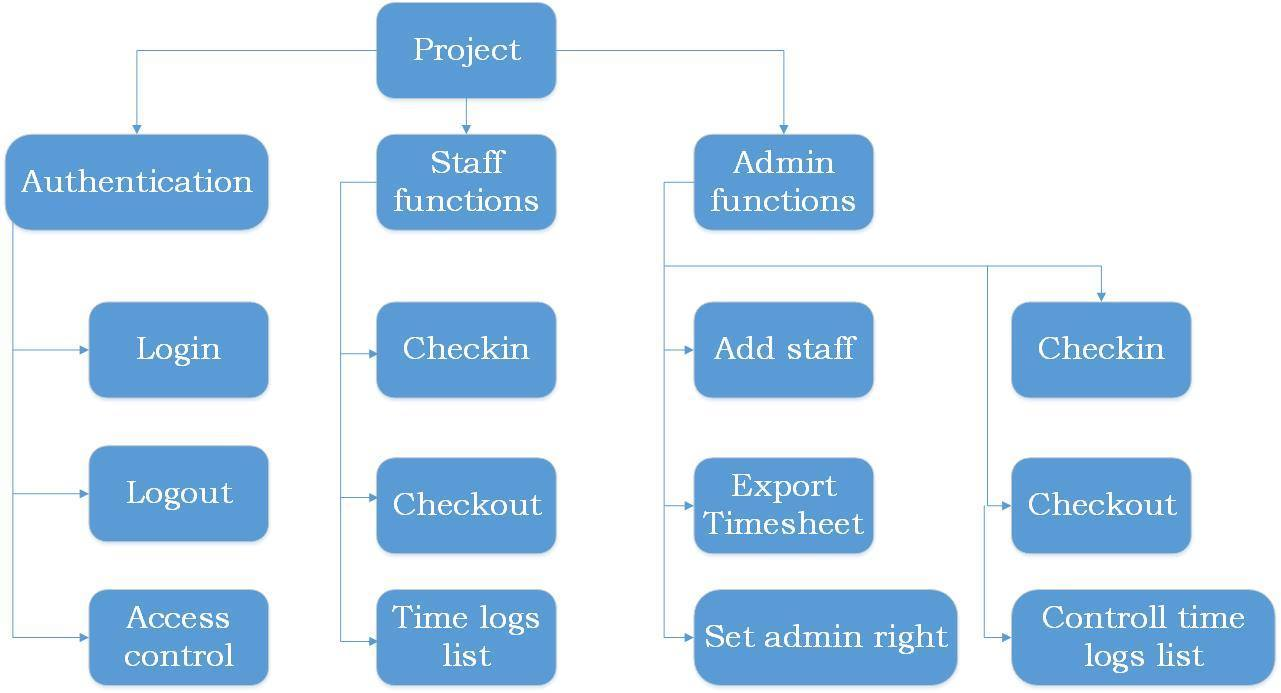 Project
Authentication
Staff
functions
Admin
functions
Login
Checkin
Add staff
Checkin
Logout
Checkout
Export
Timesheet
Checkout
Access
control
Time logs
list
Set admin right
Controll time
logs list